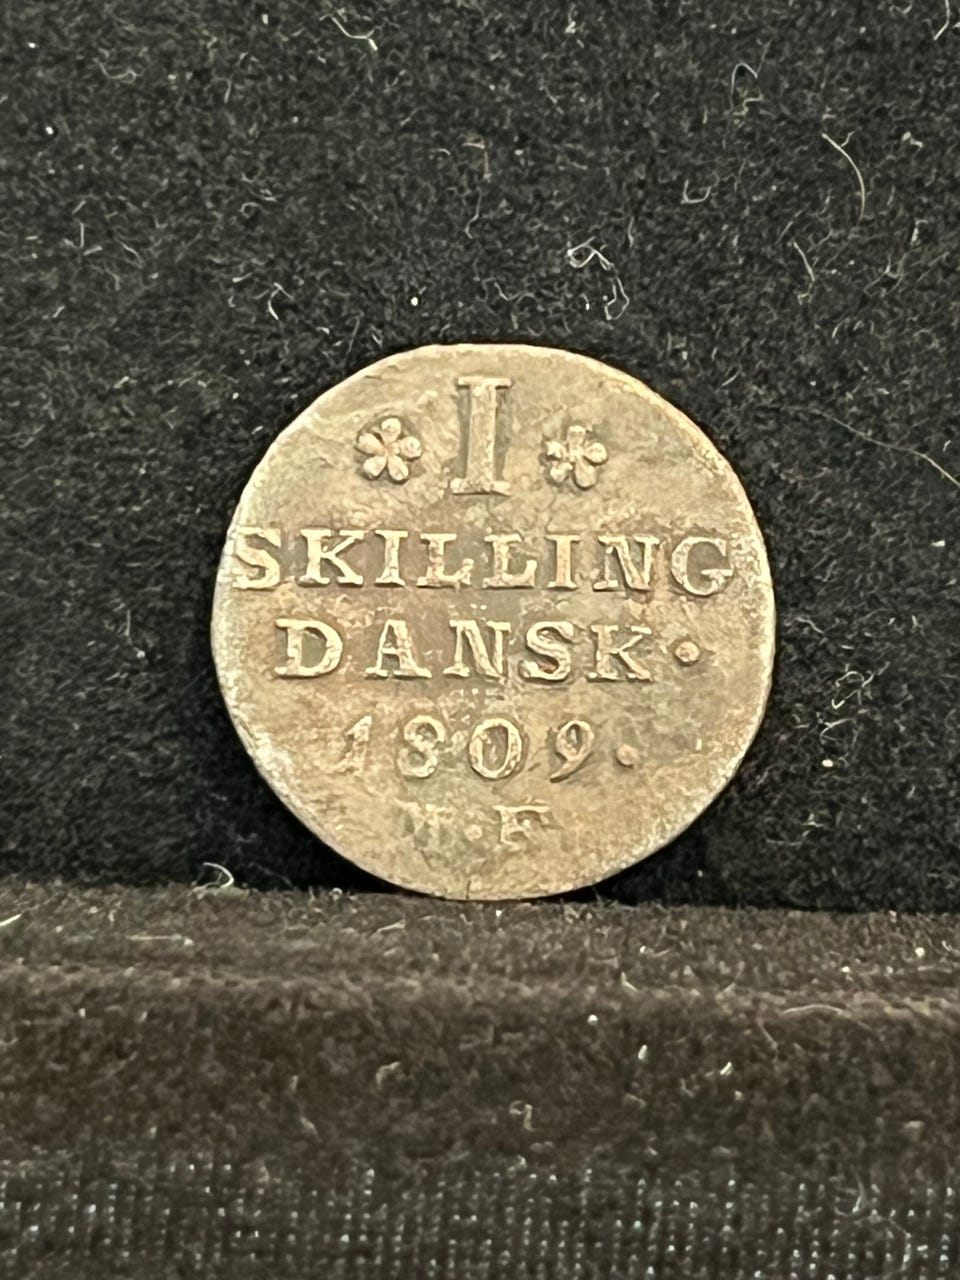 I
SKILLING
DANSK·
1809·
M·F